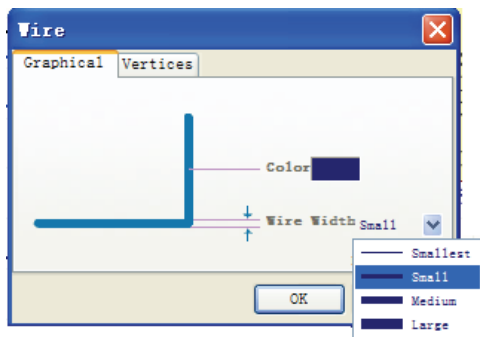 Wire
Graphical Vertices
Color
Wire Width Small
Smallest
Small
Medium
Large
OK